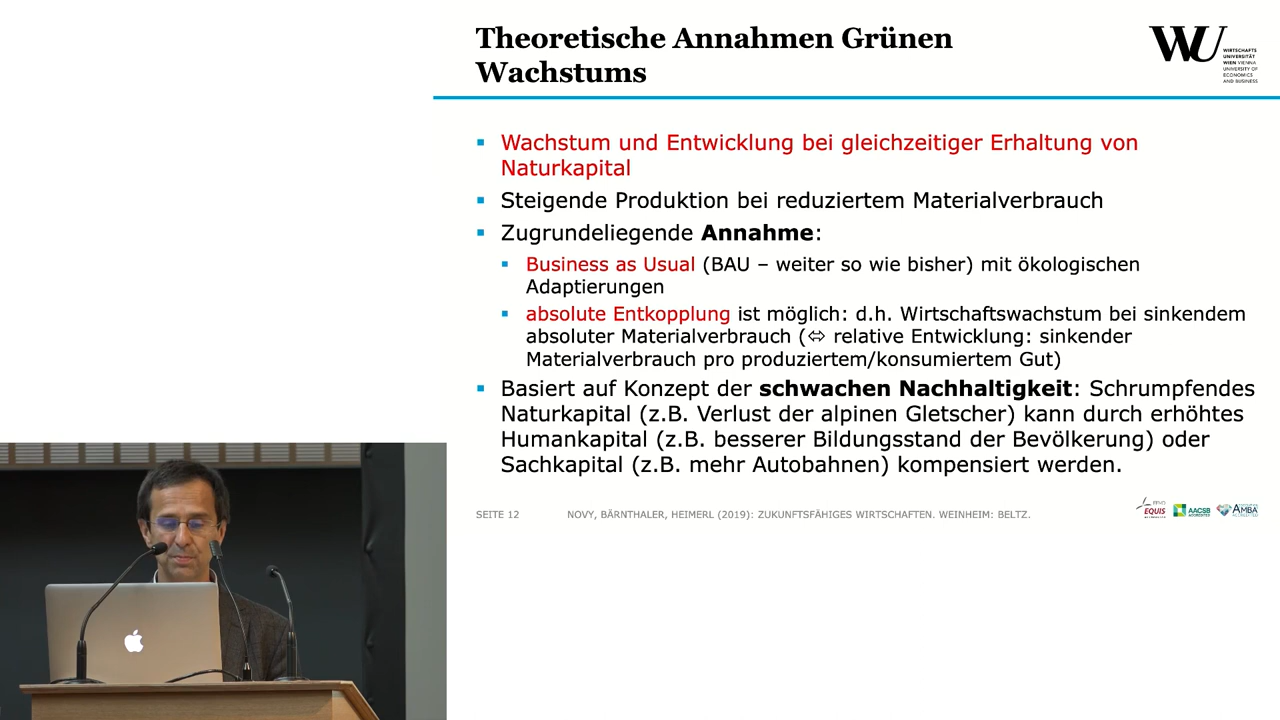 Theoretische Annahmen Grünen
Wachstums
WU
WIRTSCHAFTS
UNIVERSITÄT
WIEN VIENNA
UNIVERSITY OF
ECONOMICS
AND BUSINESS
Wachstum und Entwicklung bei gleichzeitiger Erhaltung von
Naturkapital
Steigende Produktion bei reduziertem Materialverbrauch
Zugrundeliegende Annahme:
Business as Usual (BAU – weiter so wie bisher) mit ökologischen
Adaptierungen
absolute Entkopplung ist möglich: d.h. Wirtschaftswachstum bei sinkendem
absoluter Materialverbrauch (⬄ relative Entwicklung: sinkender
Materialverbrauch pro produziertem/konsumiertem Gut)
Basiert auf Konzept der schwachen Nachhaltigkeit: Schrumpfendes
Naturkapital (z.B. Verlust der alpinen Gletscher) kann durch erhöhtes
Humankapital (z.B. besserer Bildungsstand der Bevölkerung) oder
Sachkapital (z.B. mehr Autobahnen) kompensiert werden.
SEITE 12 NOVY, BÄRNTHALER, HEIMERL (2019): ZUKUNFTSFÄHIGES WIRTSCHAFTEN. WEINHEIM: BELTZ.
EQUIS AACSB AMBA